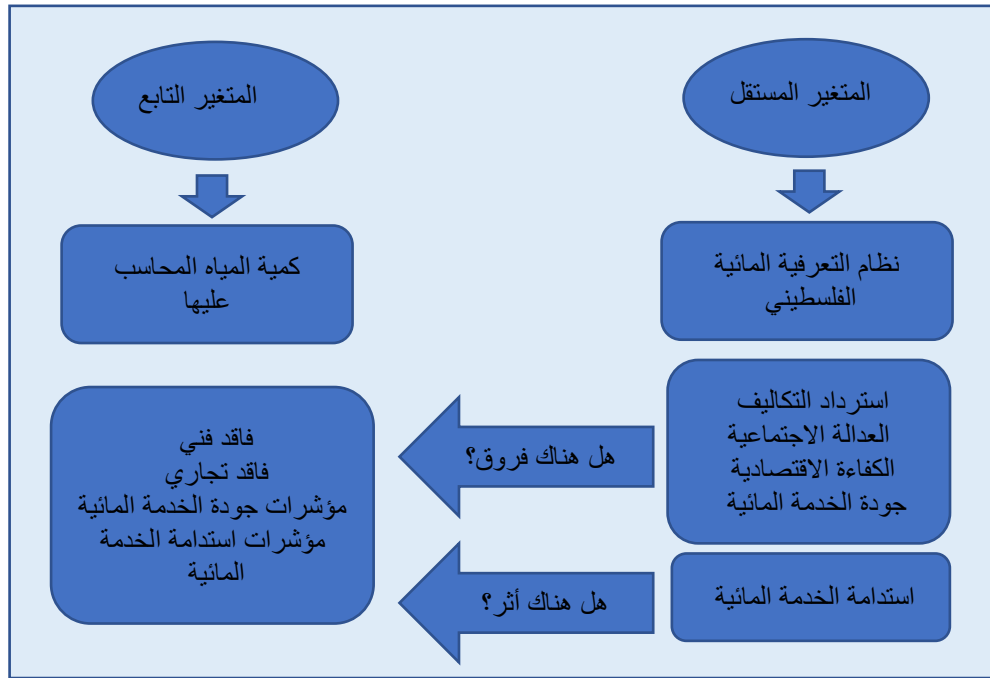 المتغير المستقل
المتغير التابع
نظام التعرفية المائية
الفلسطيني
كمية المياه المحاسب
عليها
استرداد التكاليف
العدالة الاجتماعية
الكفاءة الاقتصادية
جودة الخدمة المائية
هل هناك فروق؟
فاقد فني
فاقد تجاري
مؤشرات جودة الخدمة المائية
مؤشرات استدامة الخدمة
المائية
استدامة الخدمة المائية
هل هناك أثر؟